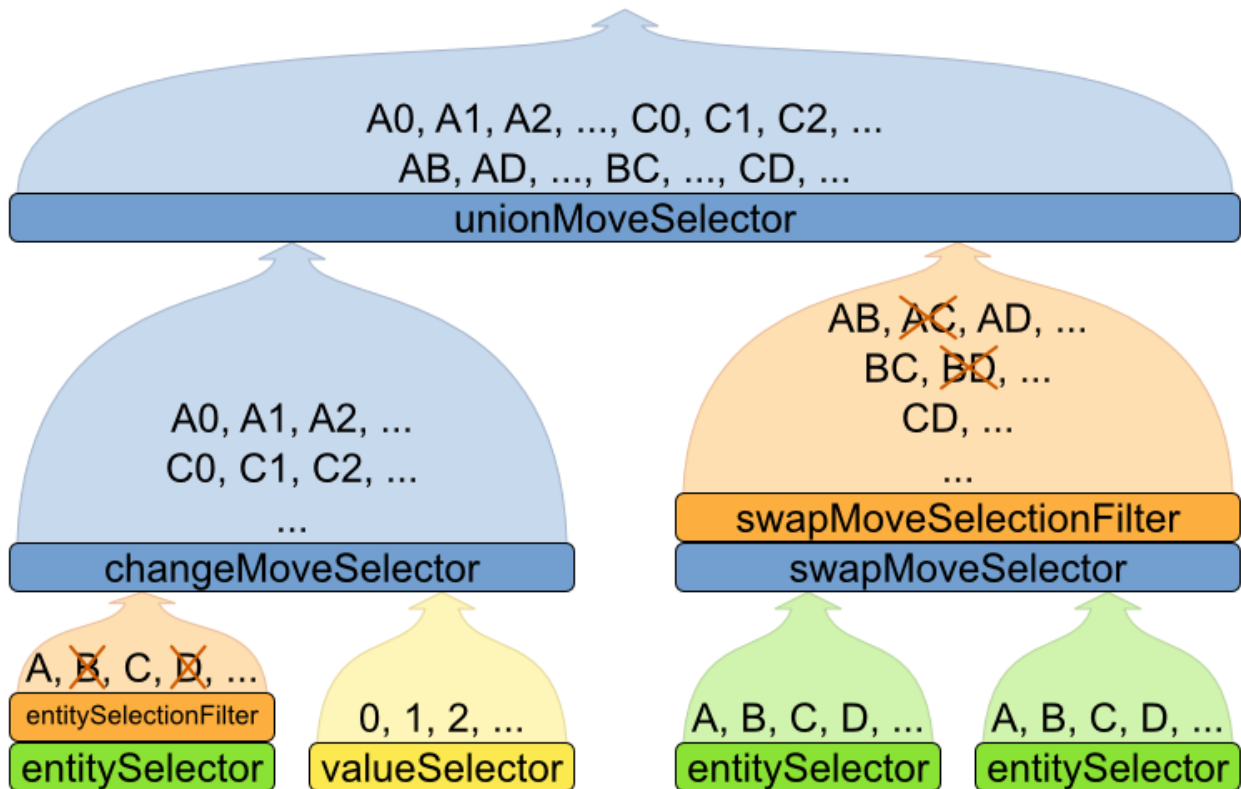 A0, A1, A2, ..., C0, C1, C2, ...
AB, AD, ..., BC, ..., CD, ...
unionMoveSelector
A0, A1, A2, ...
C0, C1, C2, ...
...
changeMoveSelector
AB, AC, AD, ...
BC, BD, ...
CD, ...
...
swapMoveSelectionFilter
swapMoveSelector
A, B, C, D, ...
entitySelectionFilter
entitySelector
0, 1, 2, ...
valueSelector
A, B, C, D, ...
entitySelector
A, B, C, D, ...
entitySelector